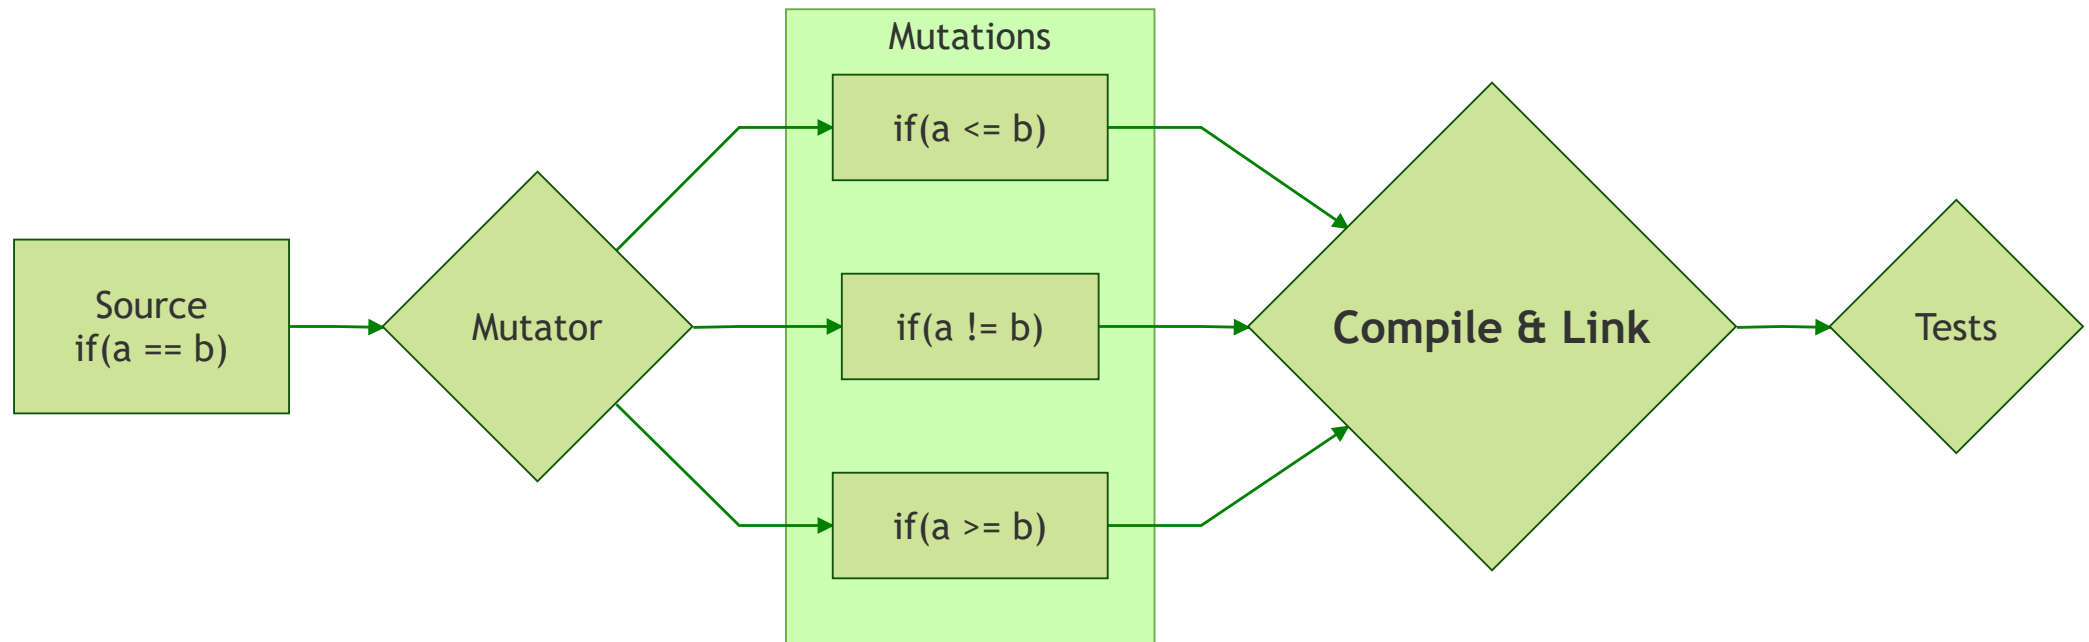 Mutations
Source
if(a == b)
Mutator
if(a <= b)
if(a != b)
if(a >= b)
Compile & Link
Tests